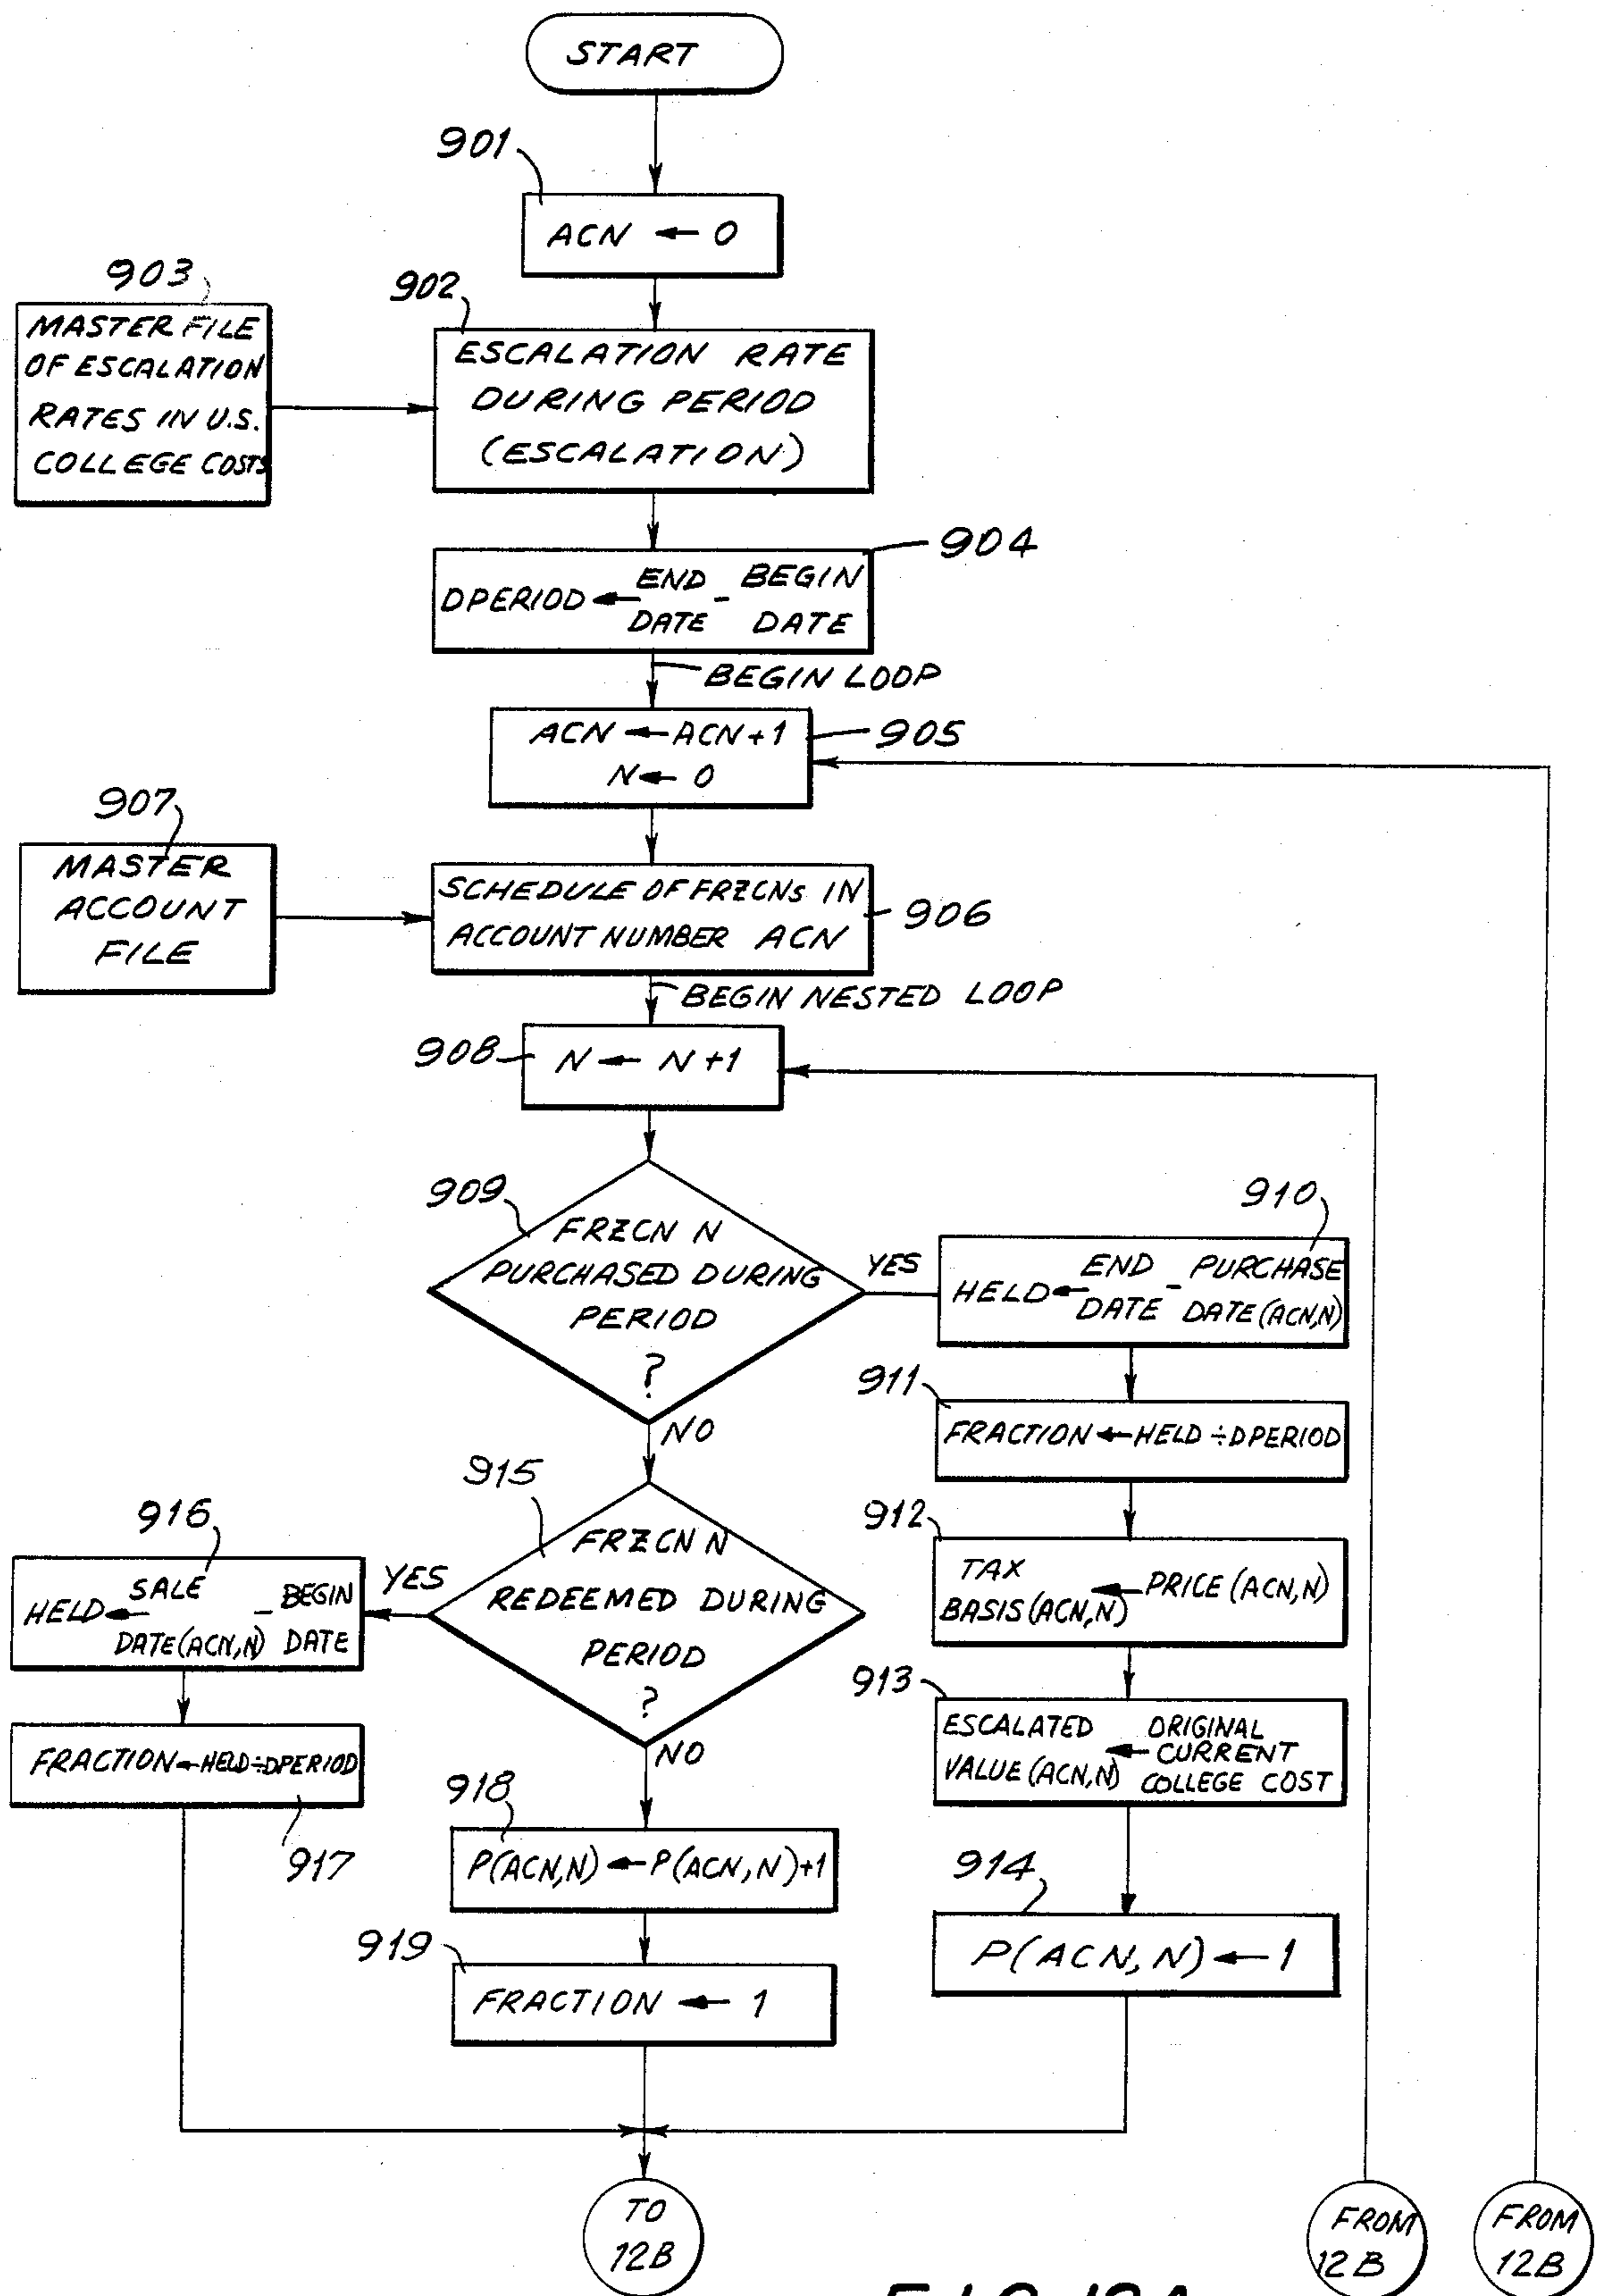 START
901
ACN ← 0
903
902
MASTER FILE
OF ESCALATION
RATES IN U.S.
COLLEGE COSTS
ESCALATION RATE
DURING PERIOD
(ESCALATION)
904
DPERIOD ← END DATE - BEGIN DATE
BEGIN LOOP
ACN ← ACN+1
N ← 0
905
907
MASTER
ACCOUNT
FILE
SCHEDULE OF FRZCNs IN
ACCOUNT NUMBER ACN
906
BEGIN NESTED LOOP
908
N ← N+1
909
FRZCN N
PURCHASED DURING
PERIOD
?
YES
NO
910
HELD ← END DATE - PURCHASE DATE (ACN,N)
911
FRACTION ← HELD ÷ DPERIOD
912
TAX
BASIS (ACN,N) ← PRICE (ACN,N)
913
ESCALATED
VALUE (ACN,N) ← ORIGINAL
CURRENT
COLLEGE COST
914
P(ACN,N) ← 1
915
FRZCN N
REDEEMED DURING
PERIOD
?
YES
NO
916
HELD ← SALE DATE (ACN,N) - BEGIN DATE
FRACTION ← HELD ÷ DPERIOD
917
918
P(ACN,N) ← P(ACN,N)+1
919
FRACTION ← 1
TO
12B
FROM
12B
FROM
12B